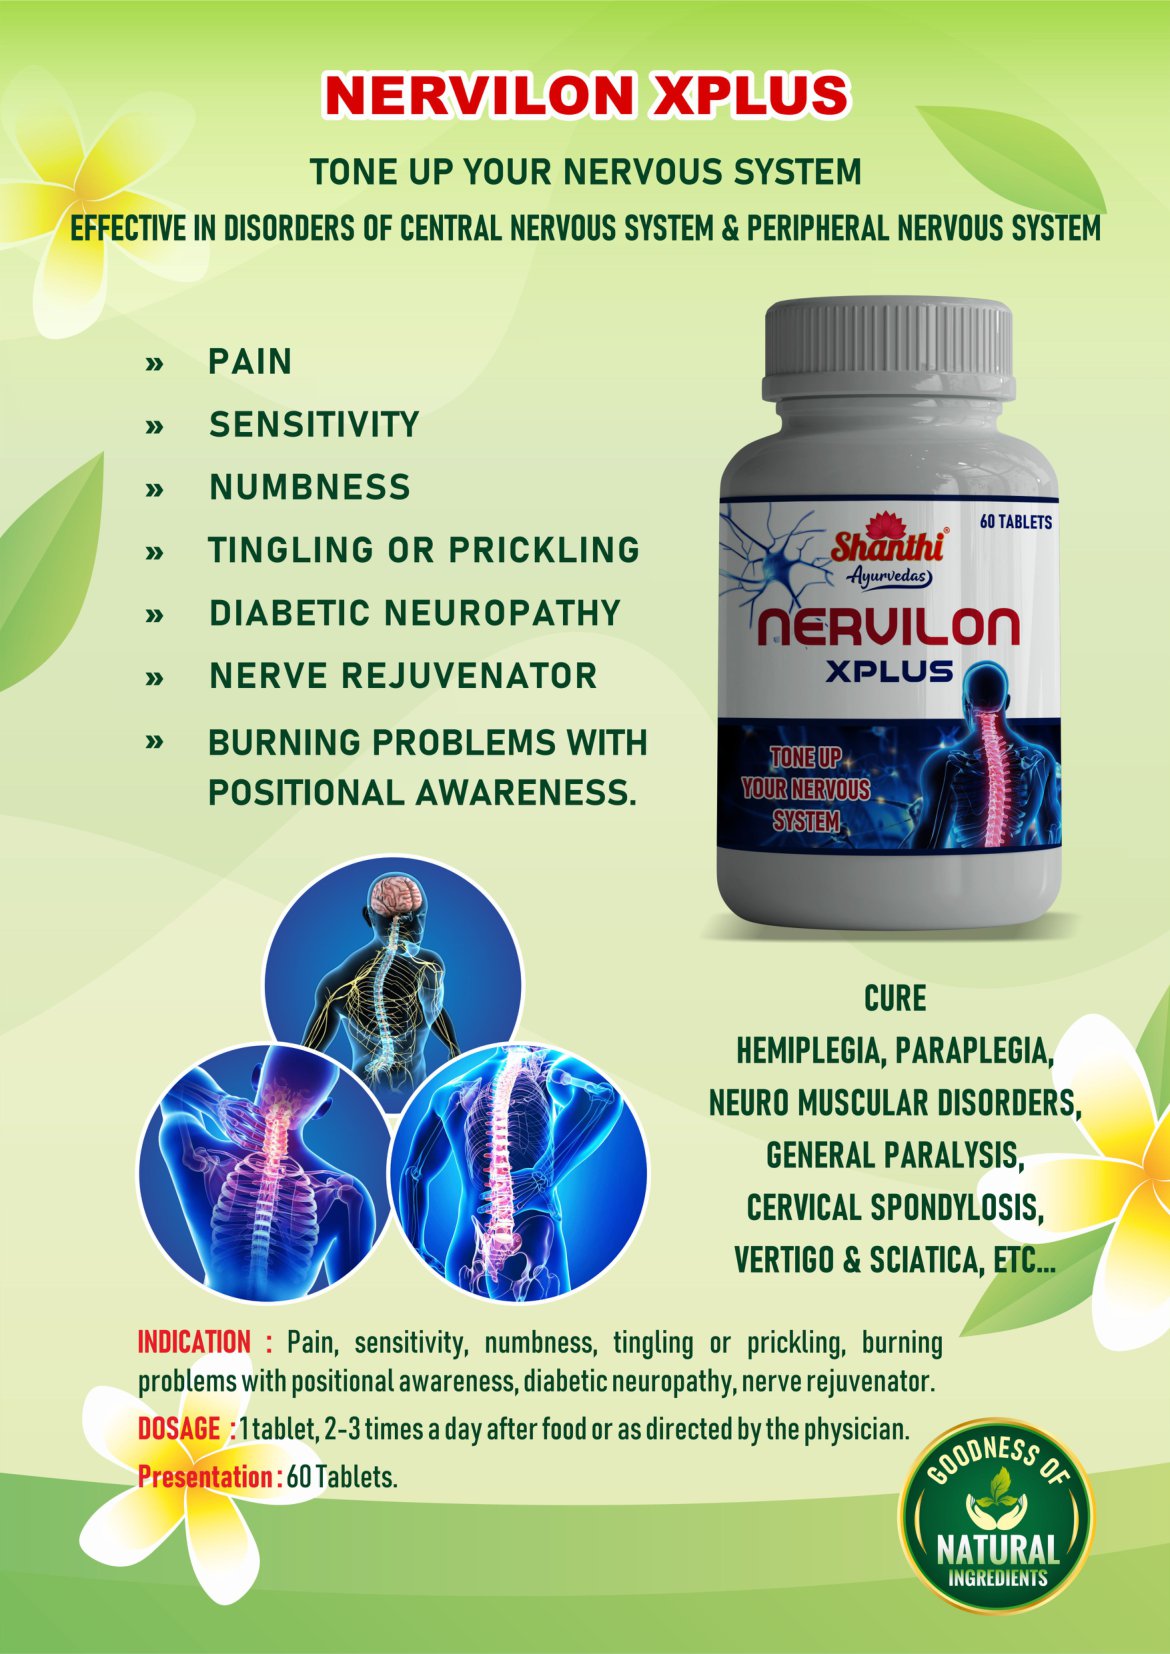 NERVILON XPLUS
TONE UP YOUR NERVOUS SYSTEM
EFFECTIVE IN DISORDERS OF CENTRAL NERVOUS SYSTEM & PERIPHERAL NERVOUS SYSTEM
» PAIN
» SENSITIVITY
» NUMBNESS
» TINGLING OR PRICKLING
» DIABETIC NEUROPATHY
» NERVE REJUVENATOR
» BURNING PROBLEMS WITH
POSITIONAL AWARENESS.
60 TABLETS
Shanthi®
Ayurvedas
NERVILON
XPLUS
TONE UP
YOUR NERVOUS
SYSTEM
CURE
HEMIPLEGIA, PARAPLEGIA,
NEURO MUSCULAR DISORDERS,
GENERAL PARALYSIS,
CERVICAL SPONDYLOSIS,
VERTIGO & SCIATICA, ETC...
INDICATION : Pain, sensitivity, numbness, tingling or prickling, burning
problems with positional awareness, diabetic neuropathy, nerve rejuvenator.
DOSAGE : 1 tablet, 2-3 times a day after food or as directed by the physician.
Presentation : 60 Tablets.
GOODNESS OF
NATURAL
INGREDIENTS